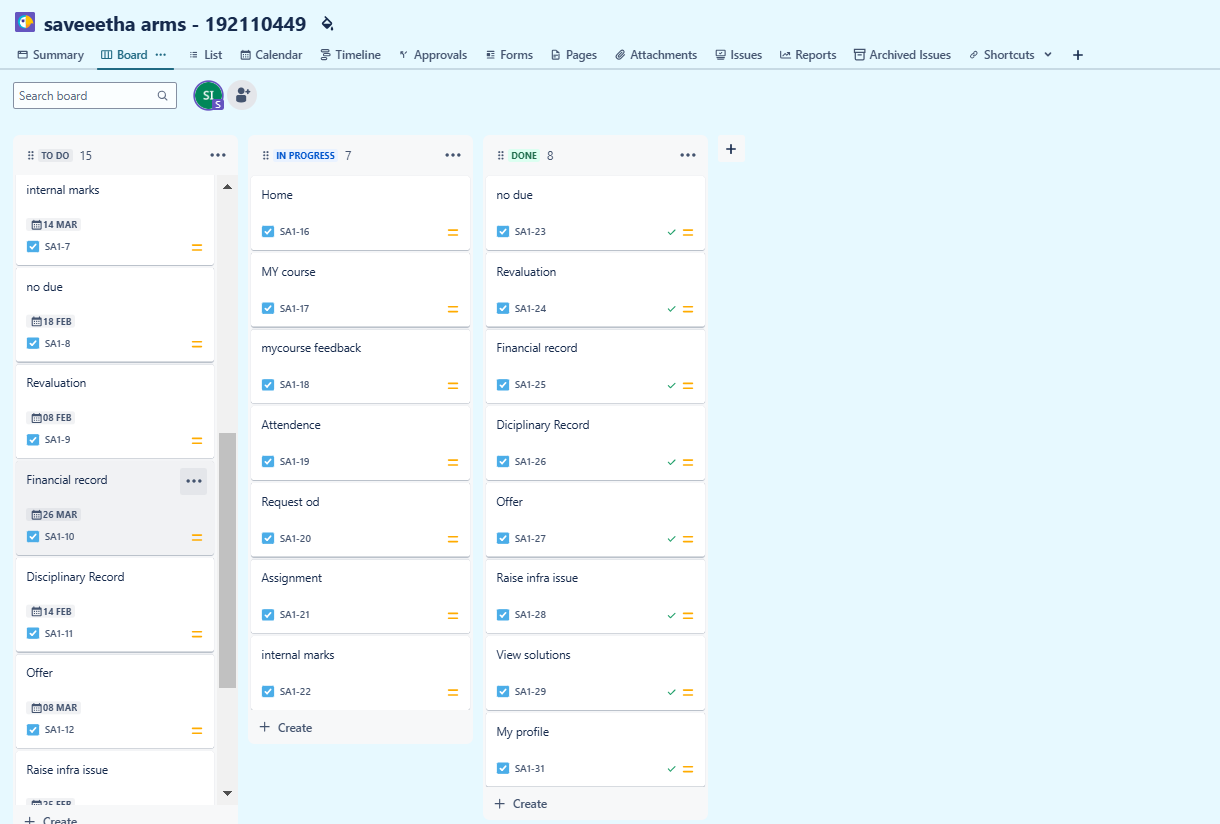 saveeetha arms - 192110449
Summary Board List Calendar Timeline Approvals Forms Pages Attachments Issues Reports Archived Issues Shortcuts
Search board
SI
S
TO DO 15
internal marks
14 MAR
SA1-7
no due
18 FEB
SA1-8
Revaluation
08 FEB
SA1-9
Financial record
26 MAR
SA1-10
Disciplinary Record
14 FEB
SA1-11
Offer
08 MAR
SA1-12
Raise infra issue
25 FEB
Create
IN PROGRESS 7
Home
SA1-16
MY course
SA1-17
mycourse feedback
SA1-18
Attendence
SA1-19
Request od
SA1-20
Assignment
SA1-21
internal marks
SA1-22
Create
DONE 8
no due
SA1-23
Revaluation
SA1-24
Financial record
SA1-25
Diciplinary Record
SA1-26
Offer
SA1-27
Raise infra issue
SA1-28
View solutions
SA1-29
My profile
SA1-31
Create